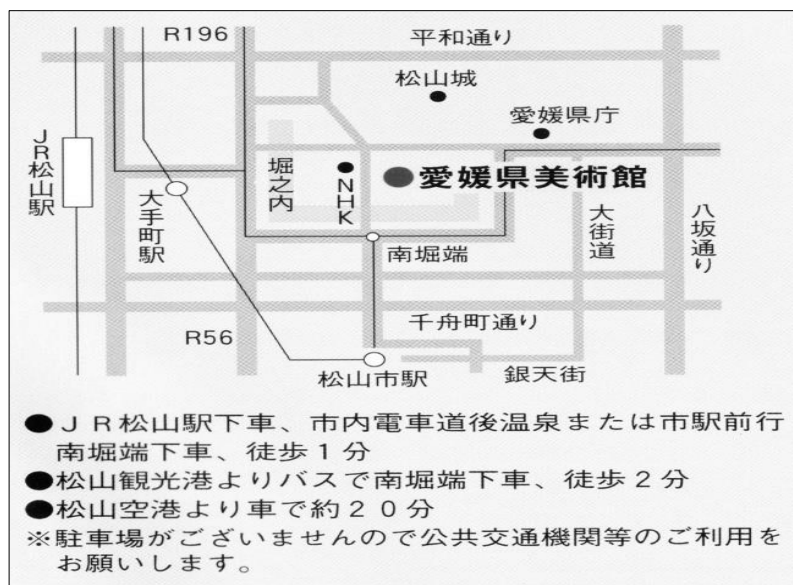 R196
平和通り
松山城
愛媛県庁
JR松山駅
大手町駅
堀之内
NHK
愛媛県美術館
大街道
八坂通り
南堀端
R56
千舟町通り
松山市駅
銀天街
●JR松山駅下車、市内電車道後温泉または市駅前行
南堀端下車、徒歩1分
●松山観光港よりバスで南堀端下車、徒歩2分
●松山空港より車で約20分
※駐車場がございませんので公共交通機関等のご利用を
お願いします。